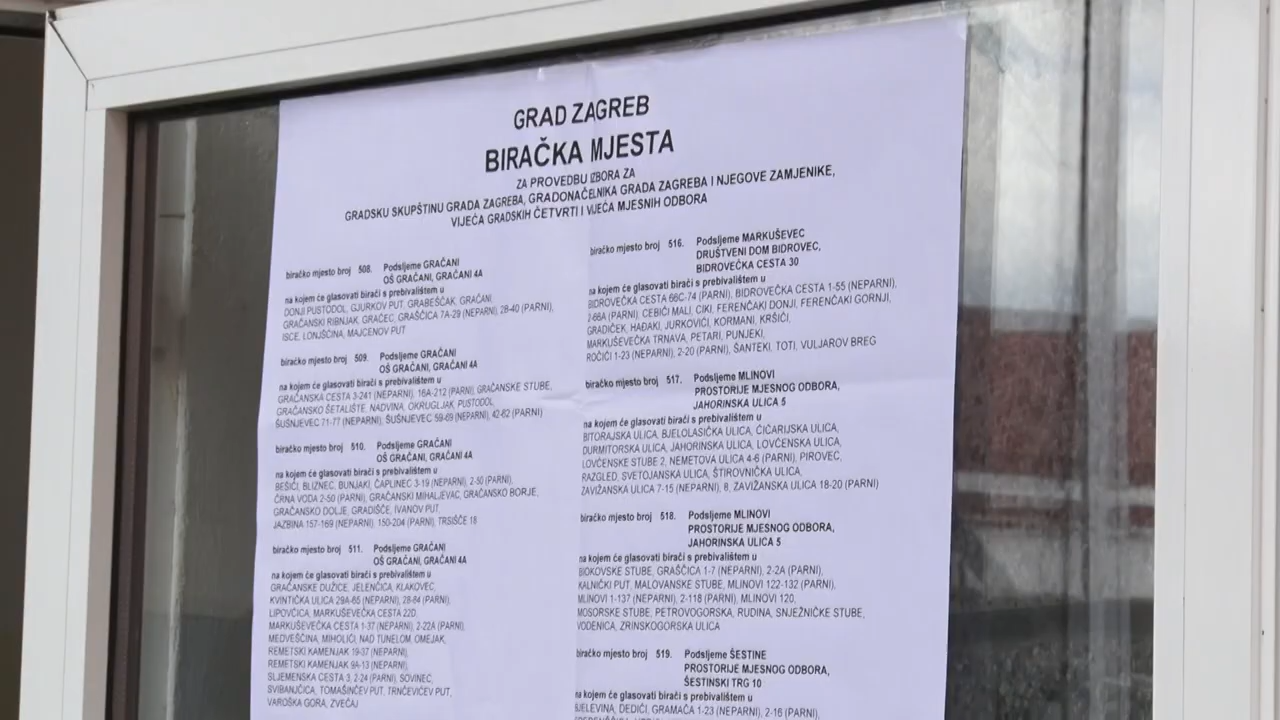 GRAD ZAGREB
BIRAČKA MJESTA
ZA PROVEDBU IZBORA ZA
GRADSKU SKUPŠTINU GRADA ZAGREBA, GRADONAČELNIKA GRADA ZAGREBA I NJEGOVE ZAMJENIKE,
VIJEĆA GRADSKIH ČETVRTI I VIJEĆA MJESNIH ODBORA
biračko mjesto broj 508. Podsljeme GRAČANI
OŠ GRAČANI, GRAČANI 4A
na kojem će glasovati birači s prebivalištem u
DONJI PUSTODOL, GJURKOV PUT, GRABEŠČAK, GRAČANI,
GRAČANSKI RIBNJAK, GRAČEC, GRAŠČICA 7A-29 (NEPARNI), 28-40 (PARNI),
ISCE, LONJŠČINA, MAJCENOV PUT
biračko mjesto broj 509. Podsljeme GRAČANI
OŠ GRAČANI, GRAČANI 4A
na kojem će glasovati birači s prebivalištem u
GRAČANSKA CESTA 3-241 (NEPARNI), 16A-212 (PARNI), GRAČANSKE STUBE,
GRAČANSKO ŠETALIŠTE, NADVINA, OKRUGLJAK, PUSTODOL,
ŠUŠNJEVEC 71-77 (NEPARNI), ŠUŠNJEVEC 59-69 (NEPARNI), 42-62 (PARNI)
biračko mjesto broj 510. Podsljeme GRAČANI
OŠ GRAČANI, GRAČANI 4A
na kojem će glasovati birači s prebivalištem u
BEŠIĆI, BLIZNEC, BUNJAKI, ČAPLINEC 3-19 (NEPARNI), 2-50 (PARNI),
ČRNA VODA 2-50 (PARNI), GRAČANSKI MIHALJEVAC, GRAČANSKO BORJE,
GRAČANSKO DOLJE, GRADIŠĆE, IVANOV PUT,
JAZBINA 157-169 (NEPARNI), 150-204 (PARNI), TRSIŠČE 18
biračko mjesto broj 511. Podsljeme GRAČANI
OŠ GRAČANI, GRAČANI 4A
na kojem će glasovati birači s prebivalištem u
GRAČANSKE DUŽICE, JELENČICA, KLAKOVEC,
KVINTIČKA ULICA 29A-65 (NEPARNI), 28-64 (PARNI),
LIPOVČICA, MARKUŠEVEČKA CESTA 22D,
MARKUŠEVEČKA CESTA 1-37 (NEPARNI), 2-22A (PARNI),
MEDVEŠČINA, MIHOLIĆI, NAD TUNELOM, OMEJAK,
REMETSKI KAMENJAK 19-37 (NEPARNI),
REMETSKI KAMENJAK 9A-13 (NEPARNI),
SLJEMENSKA CESTA 3, 2-24 (PARNI), SOVINEC,
SVIBANJČICA, TOMAŠINČEV PUT, TRNČEVIĆEV PUT,
VAROŠKA GORA, ZVEČAJ
biračko mjesto broj 516. Podsljeme MARKUŠEVEC
DRUŠTVENI DOM BIDROVEC,
BIDROVEČKA CESTA 30
na kojem će glasovati birači s prebivalištem u
BIDROVEČKA CESTA 66C-74 (PARNI), BIDROVEČKA CESTA 1-55 (NEPARNI),
2-66A (PARNI), CEBIĆI MALI, CIKI, FERENČAKI DONJI, FERENČAKI GORNJI,
GRADIČEK, HAĐAKI, JURKOVIĆI, KORMANI, KRŠIĆI,
MARKUŠEVEČKA TRNAVA, PETARI, PUNJEKI,
ROČIĆI 1-23 (NEPARNI), 2-20 (PARNI), ŠANTEKI, TOTI, VULJAROV BREG
biračko mjesto broj 517. Podsljeme MLINOVI
PROSTORIJE MJESNOG ODBORA,
JAHORINSKA ULICA 5
na kojem će glasovati birači s prebivalištem u
BITORAJSKA ULICA, BJELOLASIČKA ULICA, ĆIĆARIJSKA ULICA,
DURMITORSKA ULICA, JAHORINSKA ULICA, LOVĆENSKA ULICA,
LOVĆENSKE STUBE 2, NEMETOVA ULICA 4-6 (PARNI), PIROVEC,
RAZGLED, SVETOJANSKA ULICA, ŠTIROVNIČKA ULICA,
ZAVIŽANSKA ULICA 7-15 (NEPARNI), 8, ZAVIŽANSKA ULICA 18-20 (PARNI)
biračko mjesto broj 518. Podsljeme MLINOVI
PROSTORIJE MJESNOG ODBORA,
JAHORINSKA ULICA 5
na kojem će glasovati birači s prebivalištem u
BIOKOVSKE STUBE, GRAŠČICA 1-7 (NEPARNI), 2-2A (PARNI),
KALNIČKI PUT, MALOVANSKE STUBE, MLINOVI 122-132 (PARNI),
MLINOVI 1-137 (NEPARNI), 2-118 (PARNI), MLINOVI 120,
MOSORSKE STUBE, PETROVOGORSKA, RUDINA, SNJEŽNIČKE STUBE,
VODENICA, ZRINSKOGORSKA ULICA
biračko mjesto broj 519. Podsljeme ŠESTINE
PROSTORIJE MJESNOG ODBORA,
ŠESTINSKI TRG 10
na kojem će glasovati birači s prebivalištem u
BJELEVINA, DEDIĆI, GRAMAČA 1-23 (NEPARNI), 2-16 (PARNI),